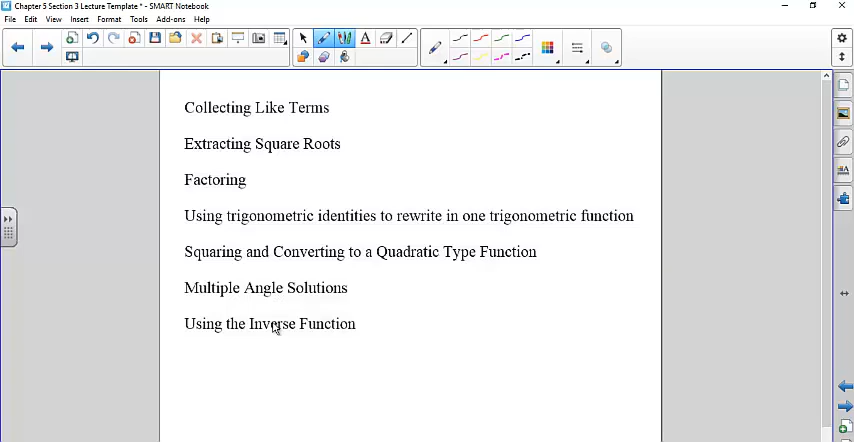 Chapter 5 Section 3 Lecture Template * - SMART Notebook
File Edit View Insert Format Tools Add-ons Help
Collecting Like Terms
Extracting Square Roots
Factoring
Using trigonometric identities to rewrite in one trigonometric function
Squaring and Converting to a Quadratic Type Function
Multiple Angle Solutions
Using the Inverse Function